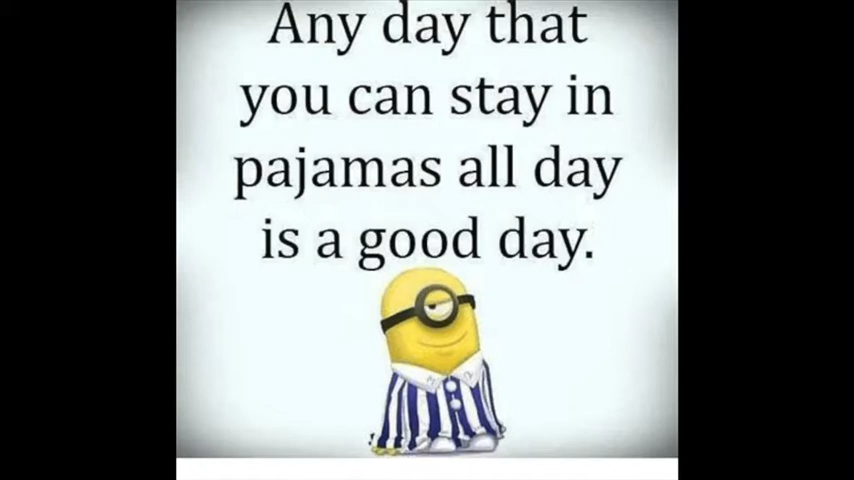 Any day that
you can stay in
pajamas all day
is a good day.